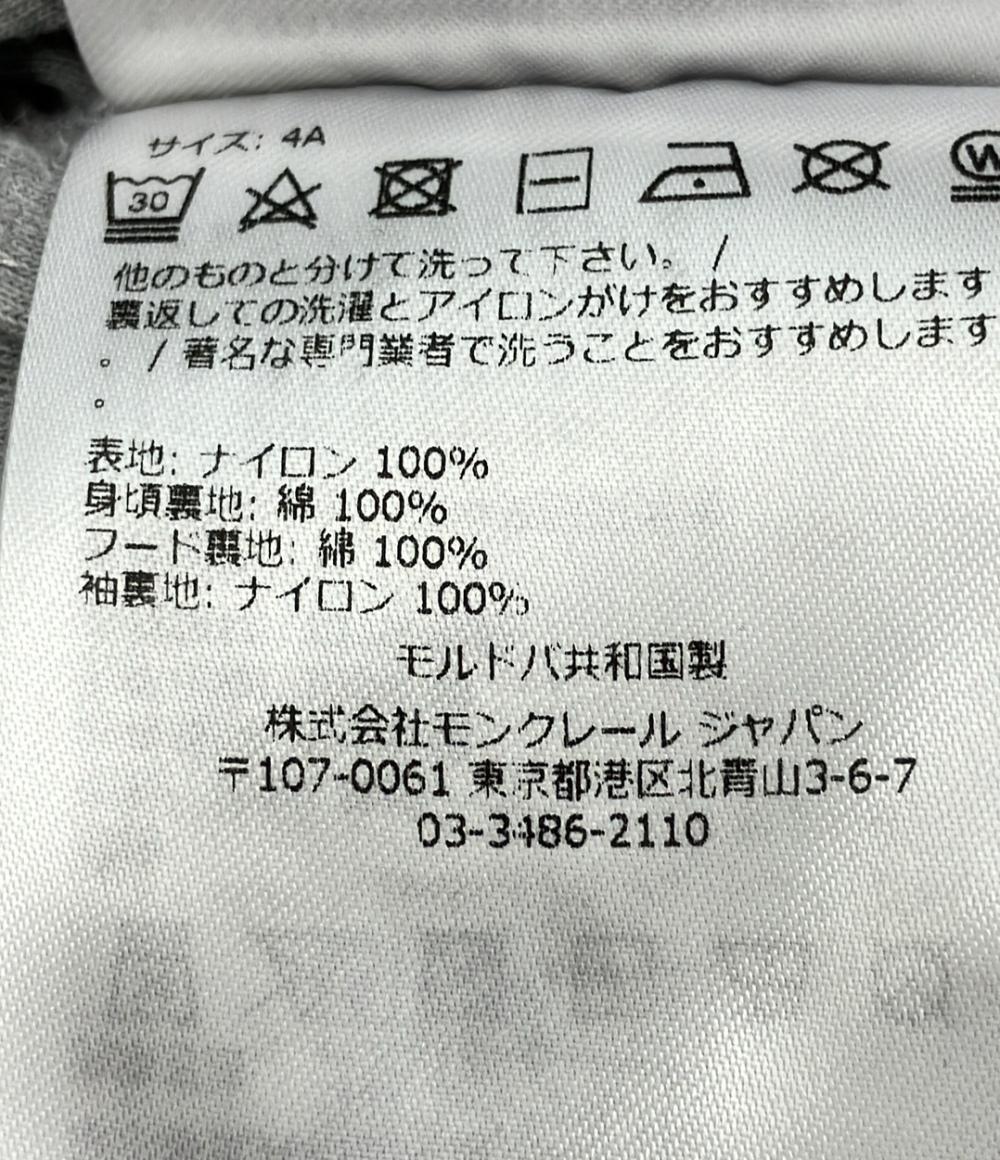 サイズ: 4A
30
W
他のものと分けて洗って下さい。 /
裏返しての洗濯とアイロンがけをおすすめします
。 / 著名な専門業者で洗うことをおすすめします
。
表地: ナイロン 100%
身頃裏地: 綿 100%
フード裏地: 綿 100%
袖裏地: ナイロン 100%
モルドバ共和国製
株式会社モンクレール ジャパン
〒107-0061 東京都港区北青山3-6-7
03-3486-2110